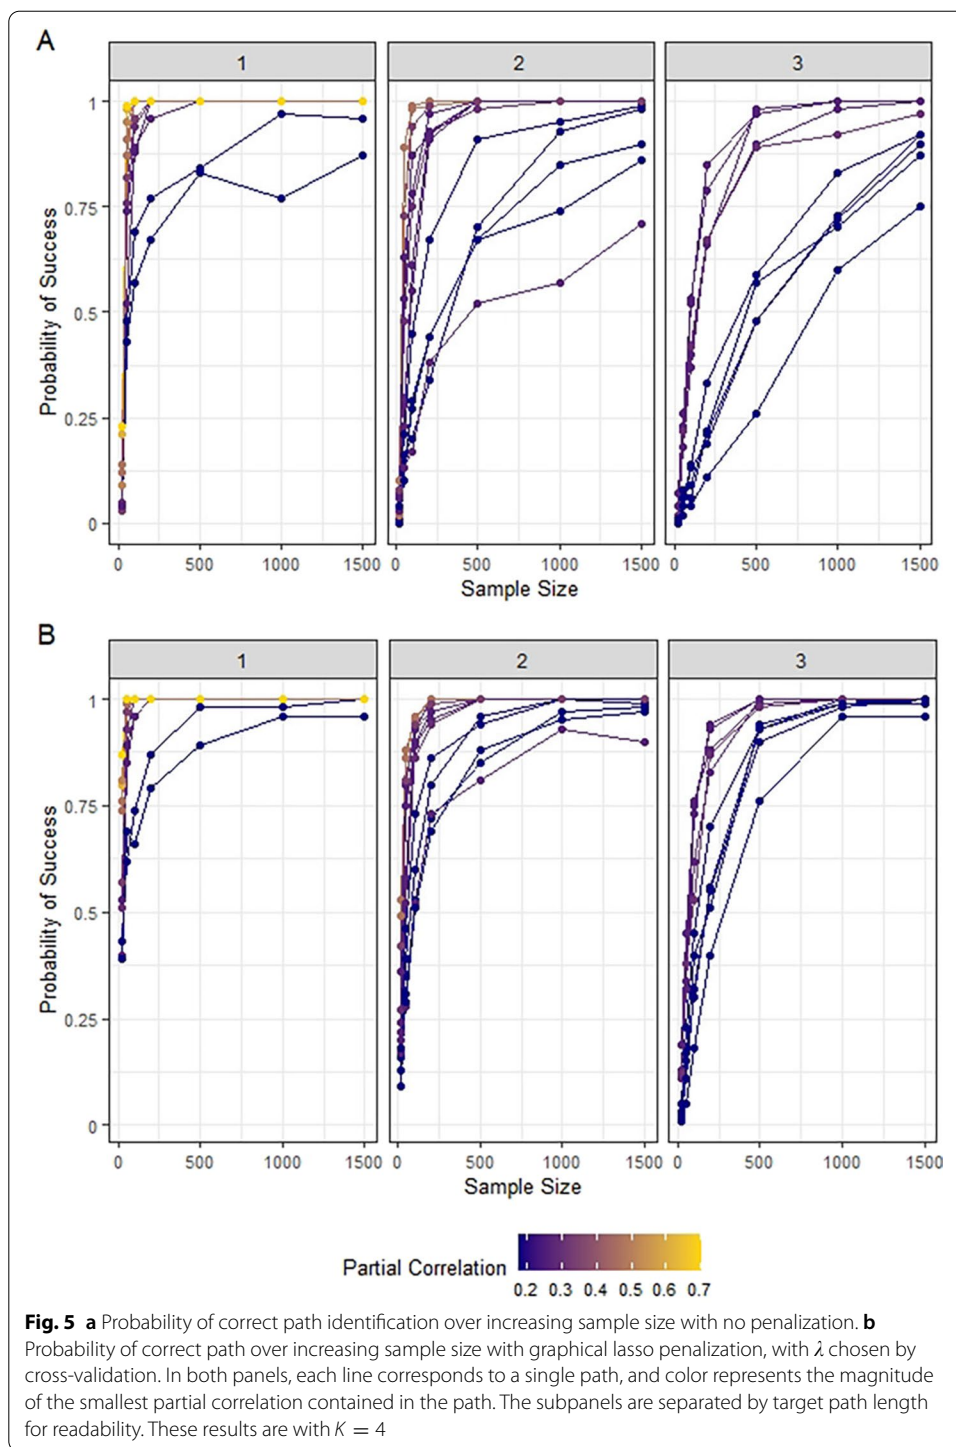 A
1 2 3
Probability of Success
1
0.75
0.5
0.25
0
0 500 1000 1500 0 500 1000 1500 0 500 1000 1500
Sample Size
B
1 2 3
Probability of Success
1
0.75
0.5
0.25
0
0 500 1000 1500 0 500 1000 1500 0 500 1000 1500
Sample Size
Partial Correlation
0.2 0.3 0.4 0.5 0.6 0.7
Fig. 5 a Probability of correct path identification over increasing sample size with no penalization. b
Probability of correct path over increasing sample size with graphical lasso penalization, with λ chosen by
cross-validation. In both panels, each line corresponds to a single path, and color represents the magnitude
of the smallest partial correlation contained in the path. The subpanels are separated by target path length
for readability. These results are with K = 4